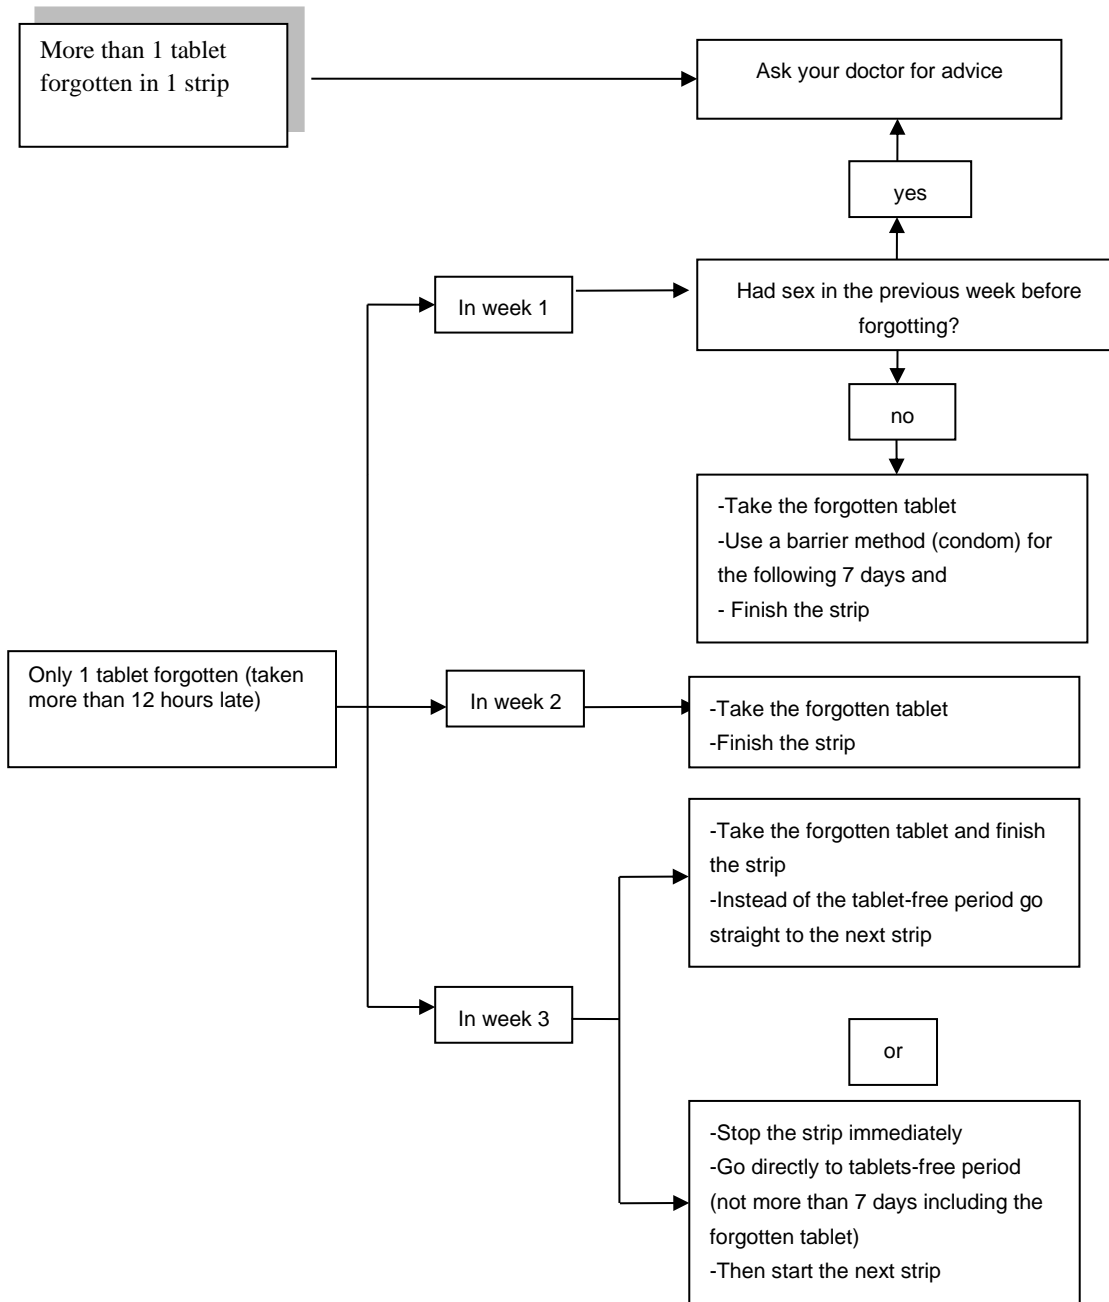 More than 1 tablet
forgotten in 1 strip
Ask your doctor for advice
yes
In week 1
Had sex in the previous week before
forgotting?
no
-Take the forgotten tablet
-Use a barrier method (condom) for
the following 7 days and
- Finish the strip
Only 1 tablet forgotten (taken
more than 12 hours late)
In week 2
-Take the forgotten tablet
-Finish the strip
-Take the forgotten tablet and finish
the strip
-Instead of the tablet-free period go
straight to the next strip
In week 3
or
-Stop the strip immediately
-Go directly to tablets-free period
(not more than 7 days including the
forgotten tablet)
-Then start the next strip